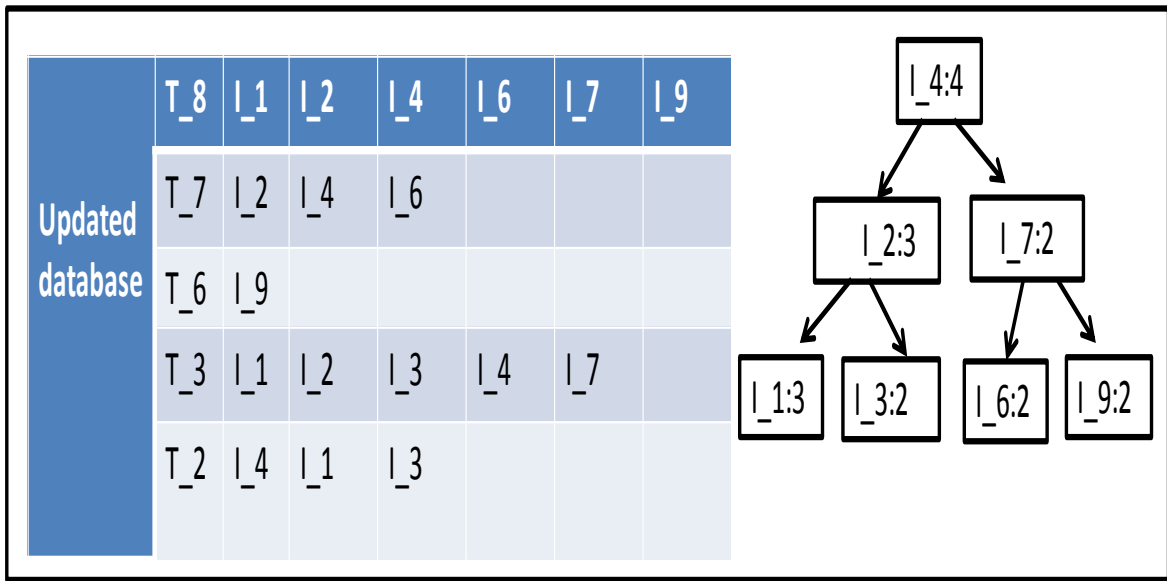 Updated
database
T_8 I_1 I_2 I_4 I_6 I_7 I_9
T_7 I_2 I_4 I_6
T_6 I_9
T_3 I_1 I_2 I_3 I_4 I_7
T_2 I_4 I_1 I_3
I_4:4
I_2:3 I_7:2
I_1:3 I_3:2 I_6:2 I_9:2